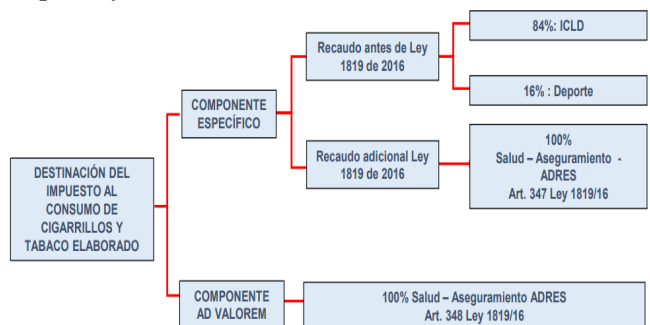 84%: ICLD
Recaudo antes de Ley
1819 de 2016
16% : Deporte
COMPONENTE
ESPECÍFICO
Recaudo adicional Ley
1819 de 2016
100%
Salud – Aseguramiento -
ADRES
Art. 347 Ley 1819/16
DESTINACIÓN DEL
IMPUESTO AL
CONSUMO DE
CIGARRILLOS Y
TABACO ELABORADO
COMPONENTE
AD VALOREM
100% Salud – Aseguramiento ADRES
Art. 348 Ley 1819/16